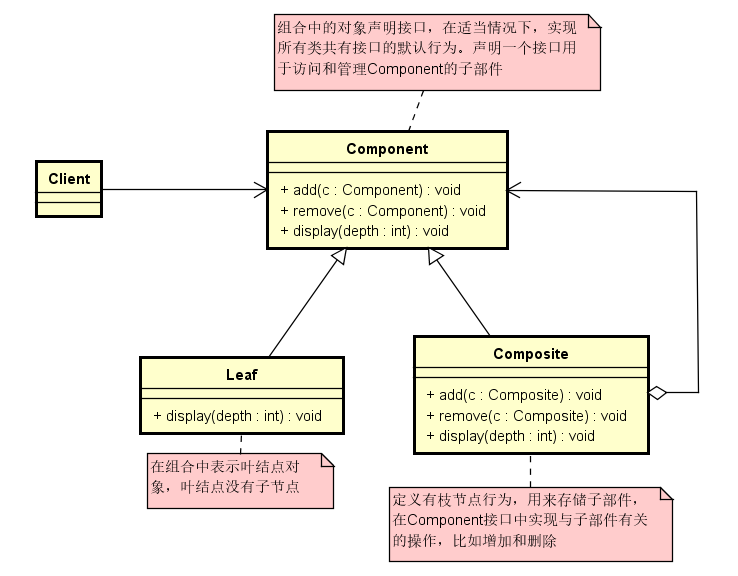 组合中的对象声明接口，在适当情况下，实现
所有类共有接口的默认行为。声明一个接口用
于访问和管理Component的子部件
Component
+ add(c : Component) : void
+ remove(c : Component) : void
+ display(depth : int) : void
Client
Leaf
+ display(depth : int) : void
Composite
+ add(c : Composite) : void
+ remove(c : Composite) : void
+ display(depth : int) : void
在组合中表示叶结点对
象，叶结点没有子节点
定义有枝节点行为，用来存储子部件，
在Component接口中实现与子部件有关
的操作，比如增加和删除